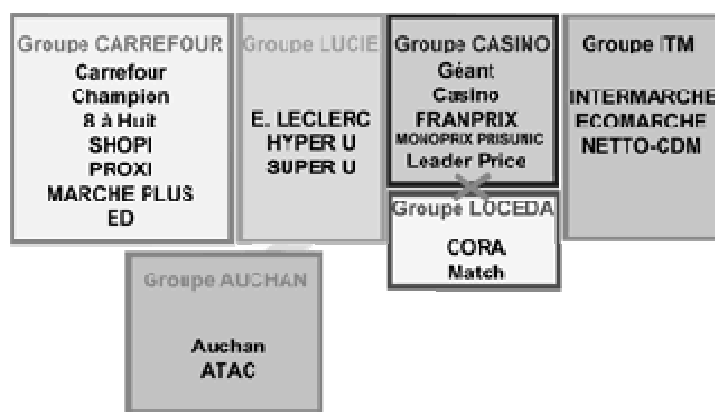 Groupe CARREFOUR
Carrefour
Champion
8 à Huit
SHOPI
PROXI
MARCHE PLUS
ED
Groupe LUCIE
E. LECLERC
HYPER U
SUPER U
Groupe CASINO
Géant
Casino
FRANPRIX
MONOPRIX PRISUNIC
Leader Price
Groupe ITM
INTERMARCHE
ECOMARCHE
NETTO-CDM
Groupe LOCEDA
CORA
Match
Groupe AUCHAN
Auchan
ATAC